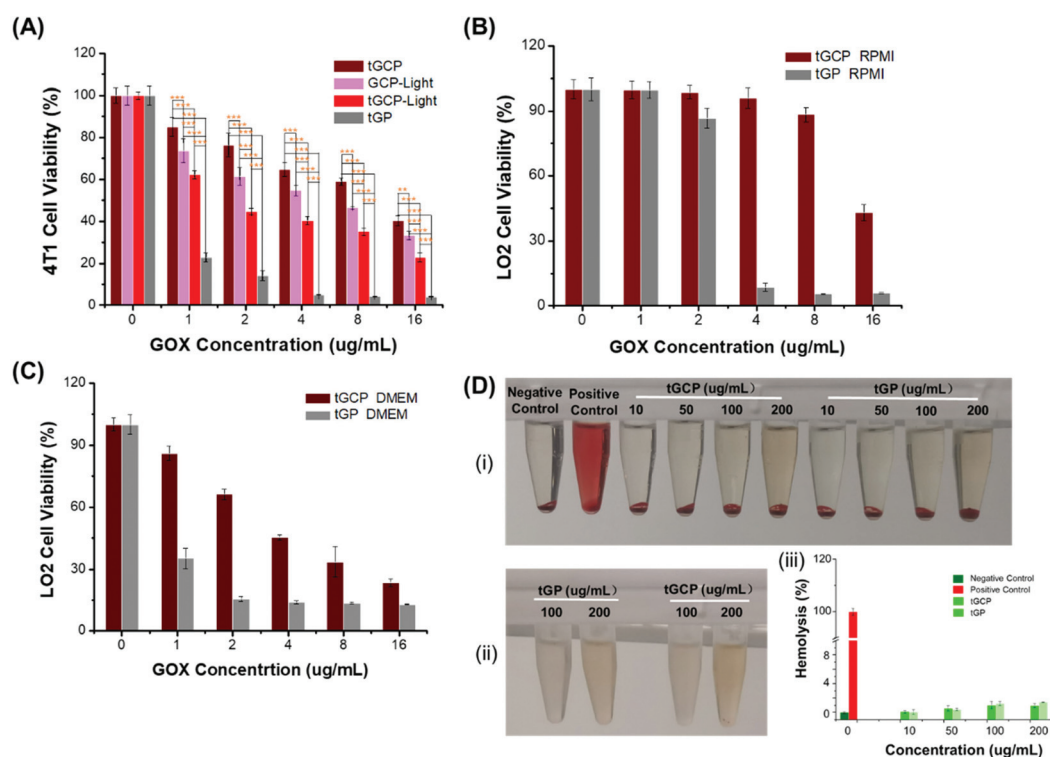 (A)
120
100
80
60
40
20
0
4T1 Cell Viability (%)
tGCP
GCP-Light
tGCP-Light
tGP
*** *** *** *** ***
*** *** *** *** ***
*** *** *** *** ***
*** *** *** *** ***
** *** *** *** ***
0 1 2 4 8 16
GOX Concentration (ug/mL)
(B)
120
90
60
30
0
LO2 Cell Viability (%)
tGCP RPMI
tGP RPMI
0 1 2 4 8 16
GOX Concentration (ug/mL)
(C)
120
90
60
30
0
LO2 Cell Viability (%)
tGCP DMEM
tGP DMEM
0 1 2 4 8 16
GOX Concentrtion (ug/mL)
(D)
(i)
Negative Control
Positive Control
tGCP (ug/mL)
10 50 100 200
tGP (ug/mL)
10 50 100 200
(ii)
tGP (ug/mL)
100 200
tGCP (ug/mL)
100 200
(iii)
120
100
8
4
0
Hemolysis (%)
Negative Control
Positive Control
tGCP
tGP
0 10 50 100 200
Concentration (ug/mL)